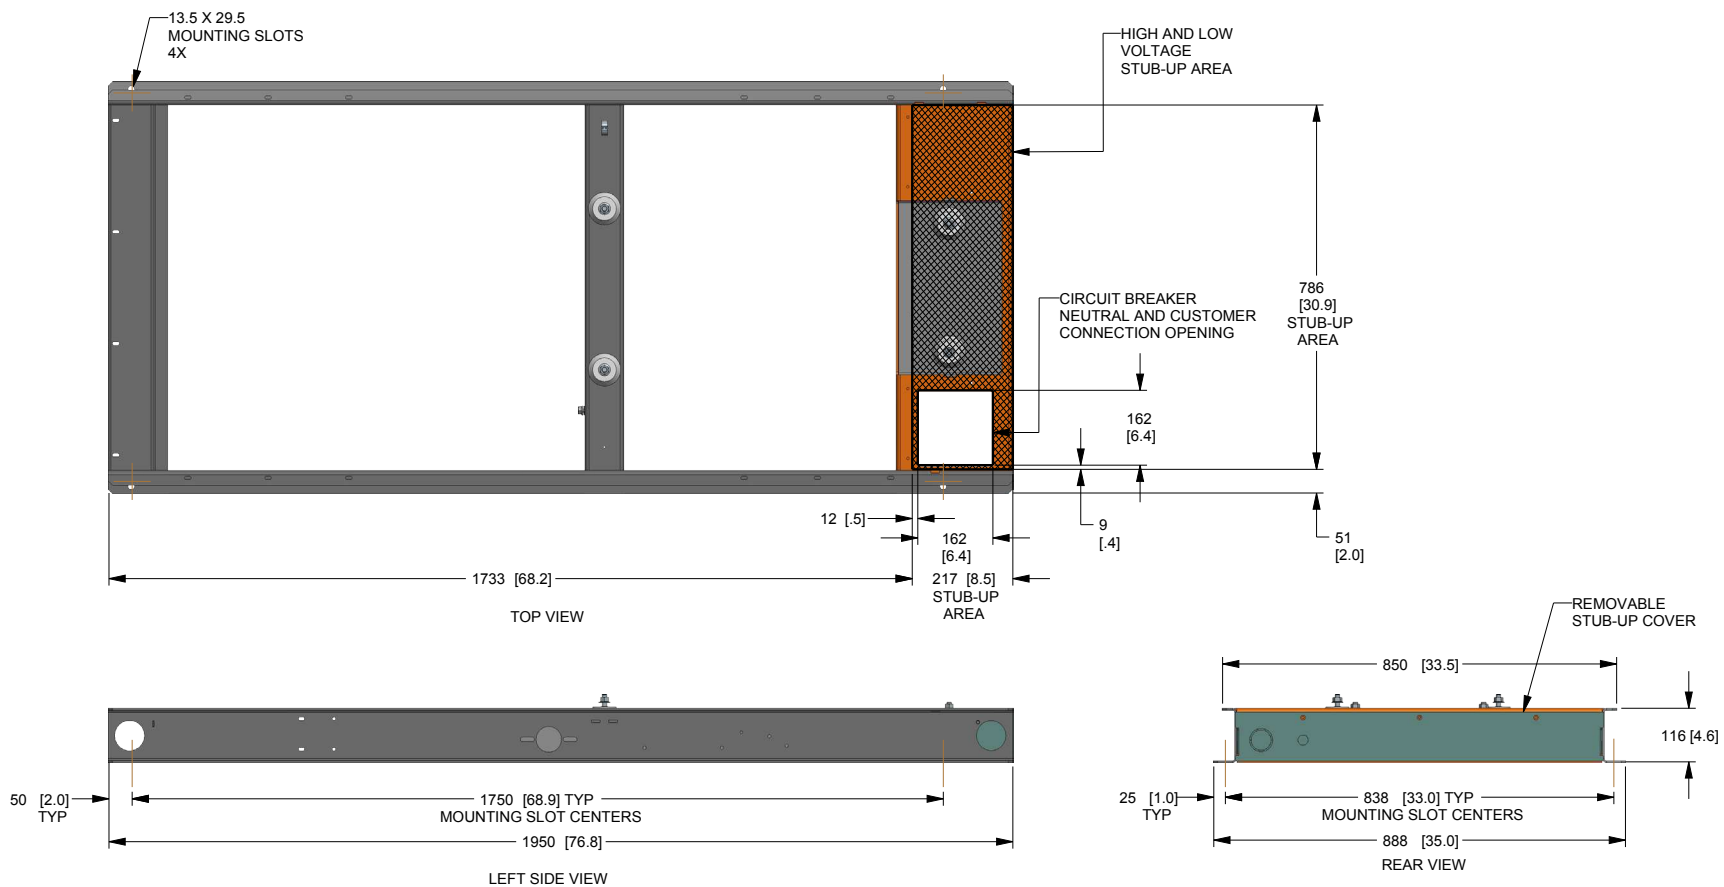 13.5 X 29.5
MOUNTING SLOTS
4X
HIGH AND LOW
VOLTAGE
STUB-UP AREA
786
[30.9]
STUB-UP
AREA
CIRCUIT BREAKER
NEUTRAL AND CUSTOMER
CONNECTION OPENING
162
[6.4]
12 [.5]
162
[6.4]
9
[.4]
51
[2.0]
1733 [68.2]
217 [8.5]
STUB-UP
AREA
TOP VIEW
REMOVABLE
STUB-UP COVER
850 [33.5]
116 [4.6]
50 [2.0]
TYP
1750 [68.9] TYP
MOUNTING SLOT CENTERS
1950 [76.8]
LEFT SIDE VIEW
25 [1.0]
TYP
838 [33.0] TYP
MOUNTING SLOT CENTERS
888 [35.0]
REAR VIEW